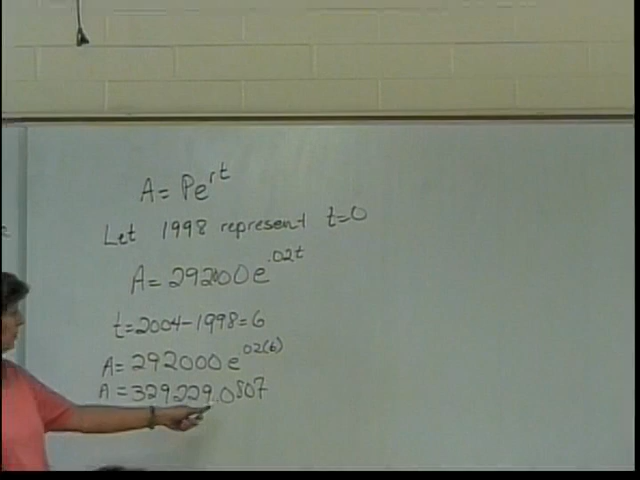 A = Pe^rt
Let 1998 represent t=0
A = 292000e^.02t
t = 2004-1998 = 6
A = 292000e^.02(6)
A = 329229.0807